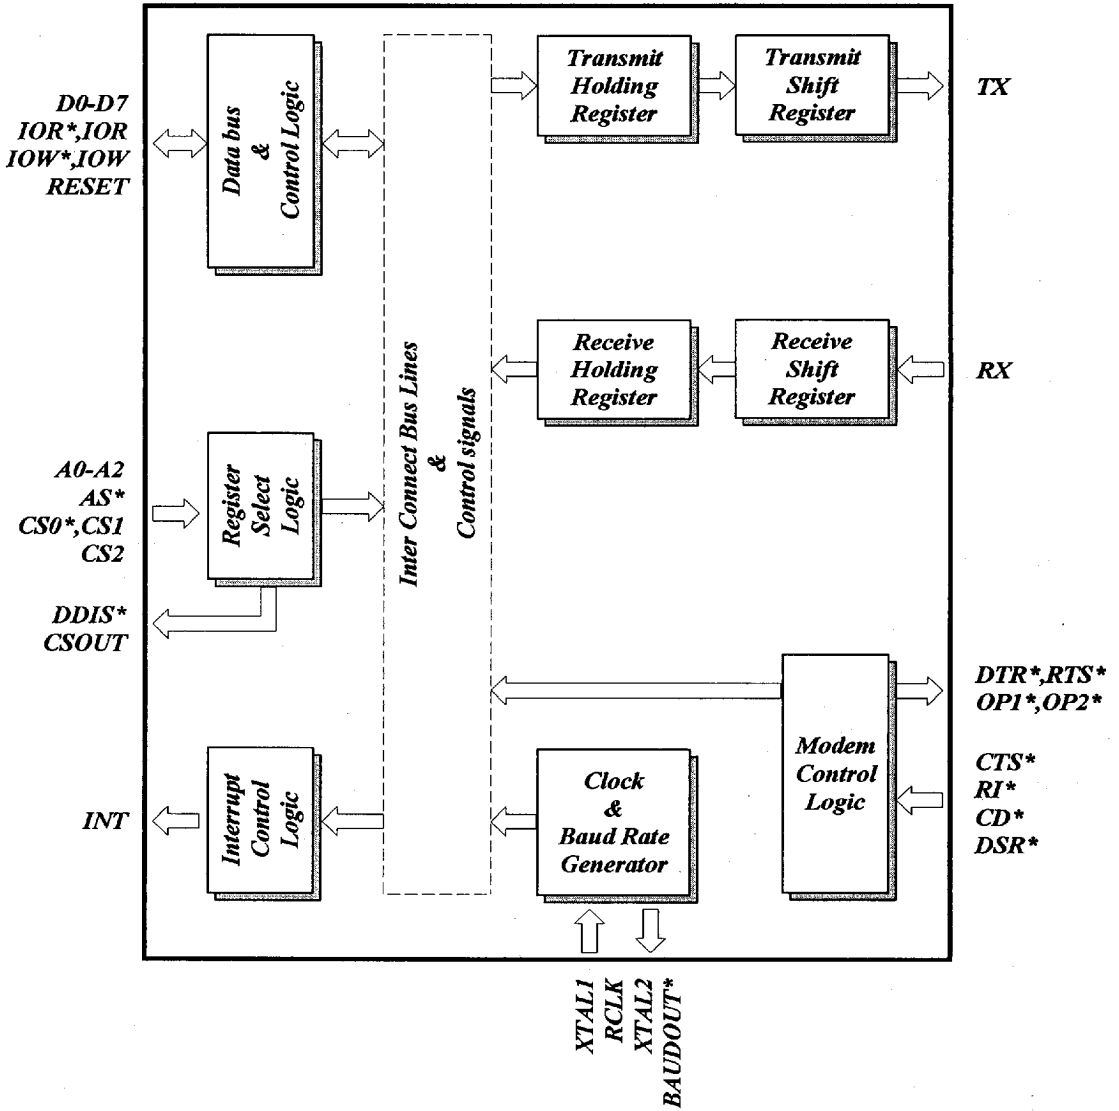 D0-D7
IOR*,IOR
IOW*,IOW
RESET
Data bus
&
Control Logic
Transmit
Holding
Register
Transmit
Shift
Register
TX
Receive
Holding
Register
Receive
Shift
Register
RX
Inter Connect Bus Lines
&
Control signals
A0-A2
AS*
CS0*,CS1
CS2
Register
Select
Logic
DDIS*
CSOUT
DTR*,RTS*
OP1*,OP2*
Modem
Control
Logic
CTS*
RI*
CD*
DSR*
INT
Interrupt
Control
Logic
Clock
&
Baud Rate
Generator
XTAL1
RCLK
XTAL2
BAUDOUT*